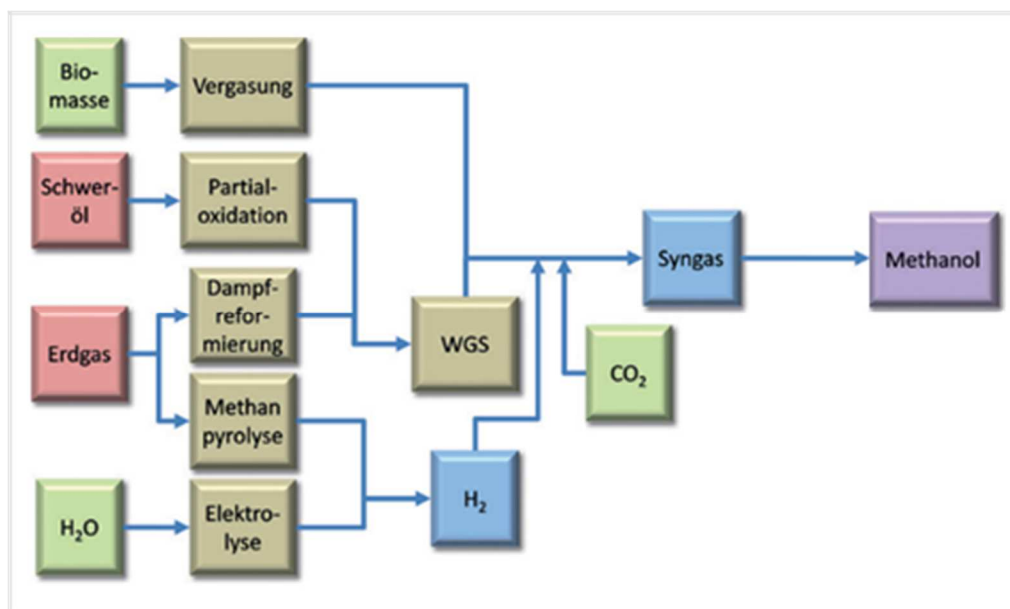 Bio-
masse
Vergasung
Schwer-
öl
Partial-
oxidation
Syngas
Methanol
Dampf-
refor-
mierung
Erdgas
WGS
CO₂
Methan
pyrolyse
H₂
H₂O
Elektro-
lyse